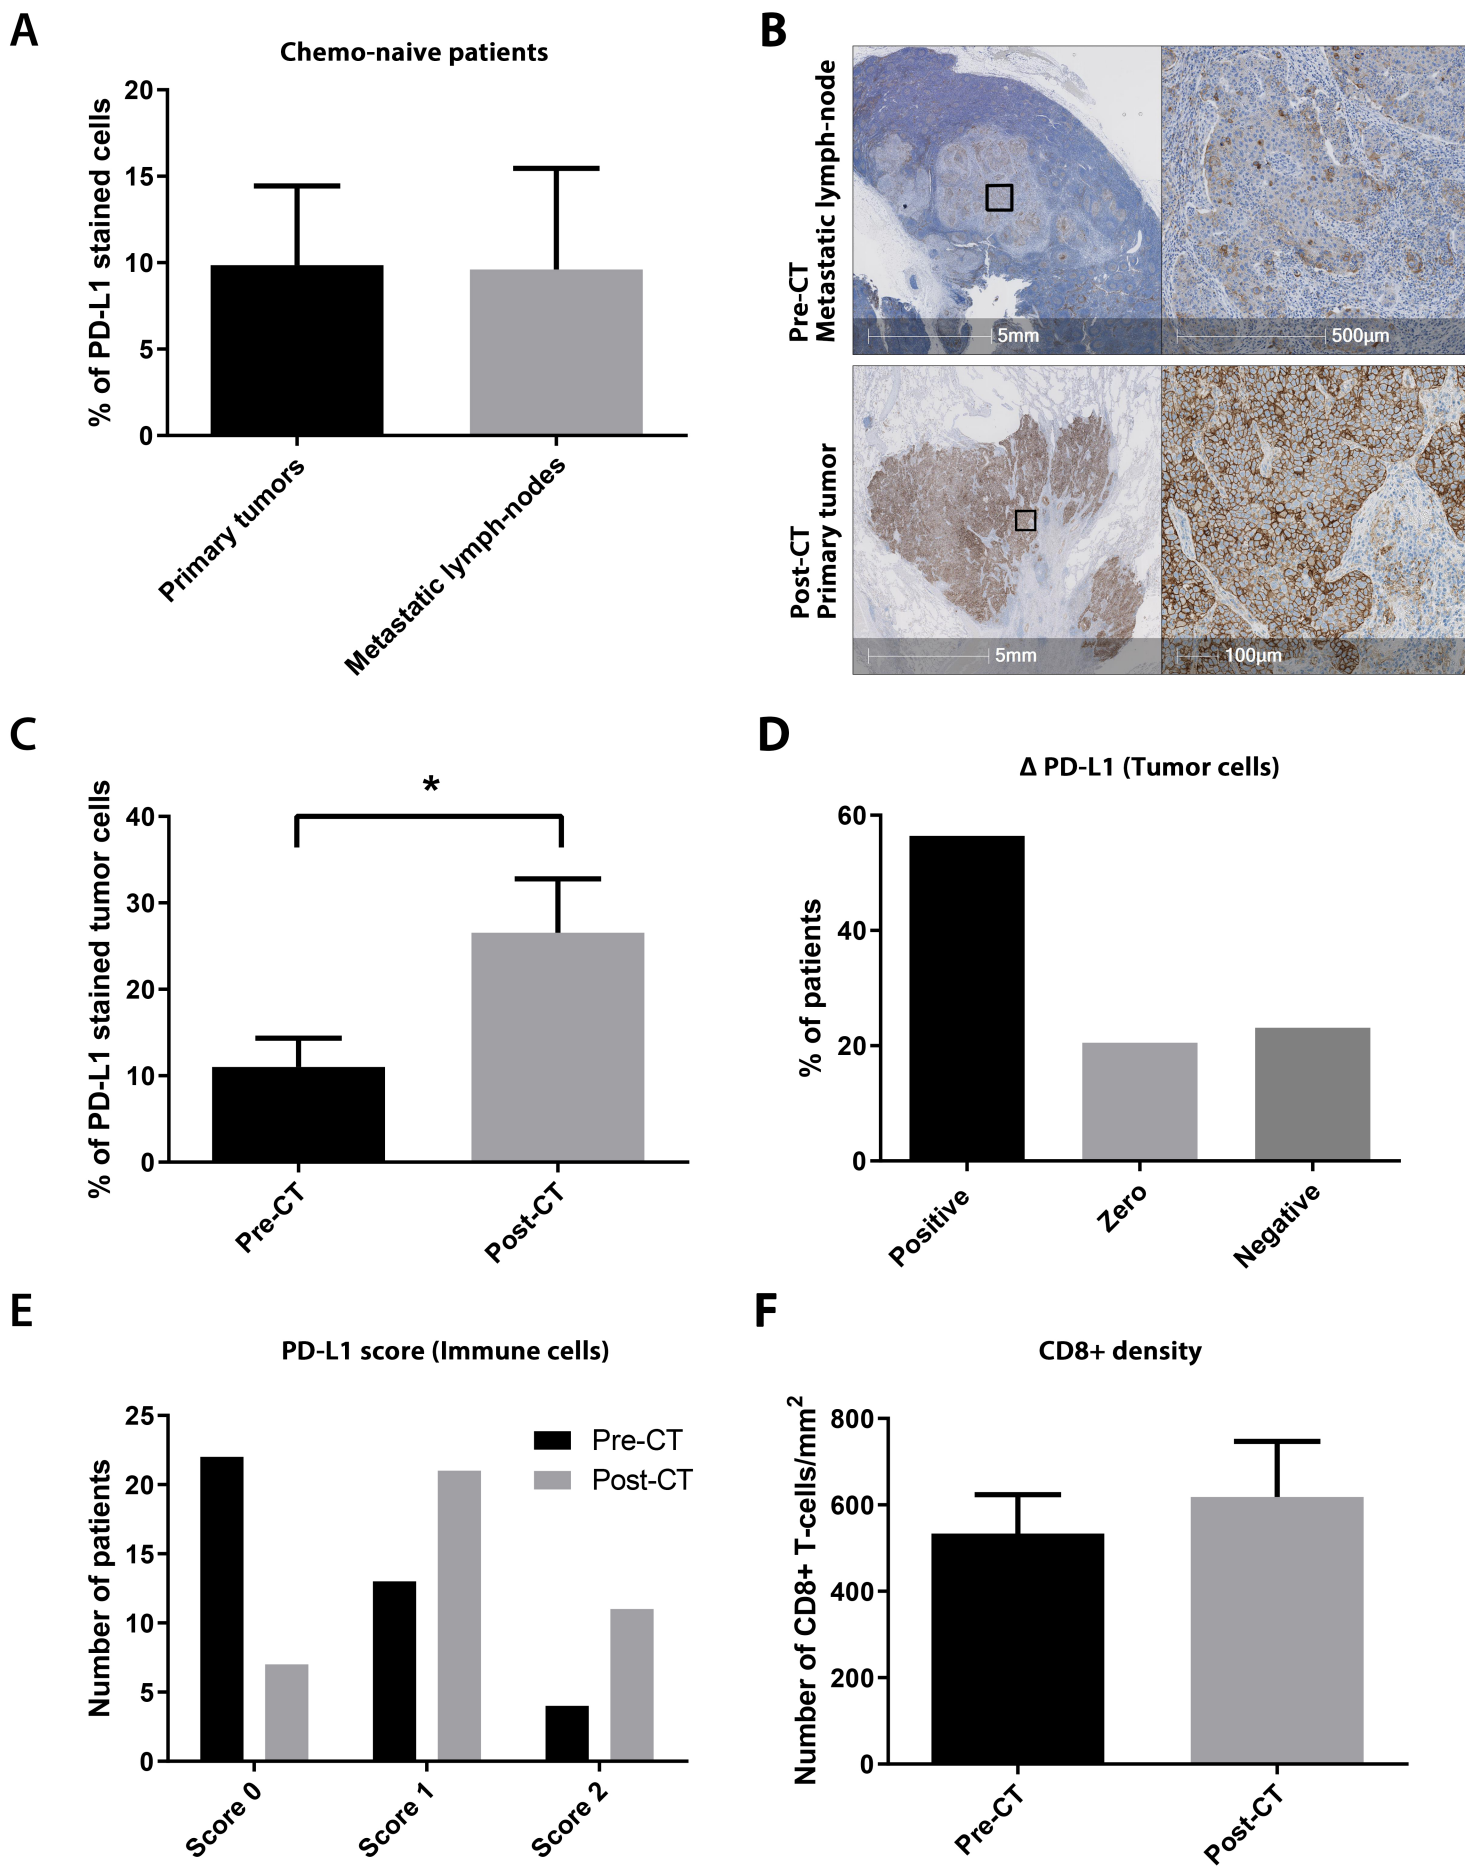 A
Chemo-naive patients
% of PD-L1 stained cells
20
15
10
5
0
Primary tumors
Metastatic lymph-nodes
B
Pre-CT
Metastatic lymph-node
5mm
500µm
Post-CT
Primary tumor
5mm
100µm
C
% of PD-L1 stained tumor cells
40
30
20
10
0
*
Pre-CT
Post-CT
D
Δ PD-L1 (Tumor cells)
% of patients
60
40
20
0
Positive
Zero
Negative
E
PD-L1 score (Immune cells)
Number of patients
25
20
15
10
5
0
Pre-CT
Post-CT
Score 0
Score 1
Score 2
F
CD8+ density
Number of CD8+ T-cells/mm²
800
600
400
200
0
Pre-CT
Post-CT